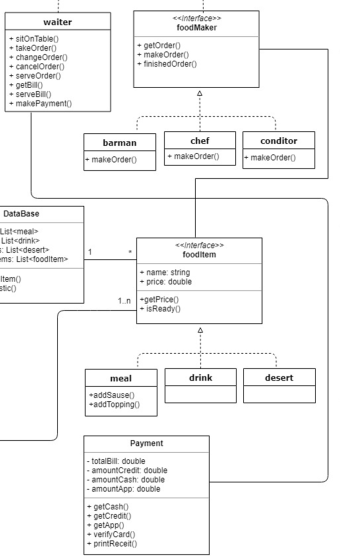 waiter
+ sitOnTable()
+ takeOrder()
+ changeOrder()
+ cancelOrder()
+ serveOrder()
+ getBill()
+ serveBill()
+ makePayment()
<<interface>>
foodMaker
+ getOrder()
+ makeOrder()
+ finishedOrder()
barman
+ makeOrder()
chef
+ makeOrder()
conditor
+ makeOrder()
DataBase
List<meal>
List<drink>
s: List<desert>
ems: List<foodItem>
Item()
stic()
1
*
1..n
<<interface>>
foodItem
+ name: string
+ price: double
+getPrice()
+ isReady()
meal
+addSause()
+addTopping()
drink
desert
Payment
- totalBill: double
- amountCredit: double
- amountCash: double
- amountApp: double
+ getCash()
+ getCredit()
+ getApp()
+ verifyCard()
+ printReceit()